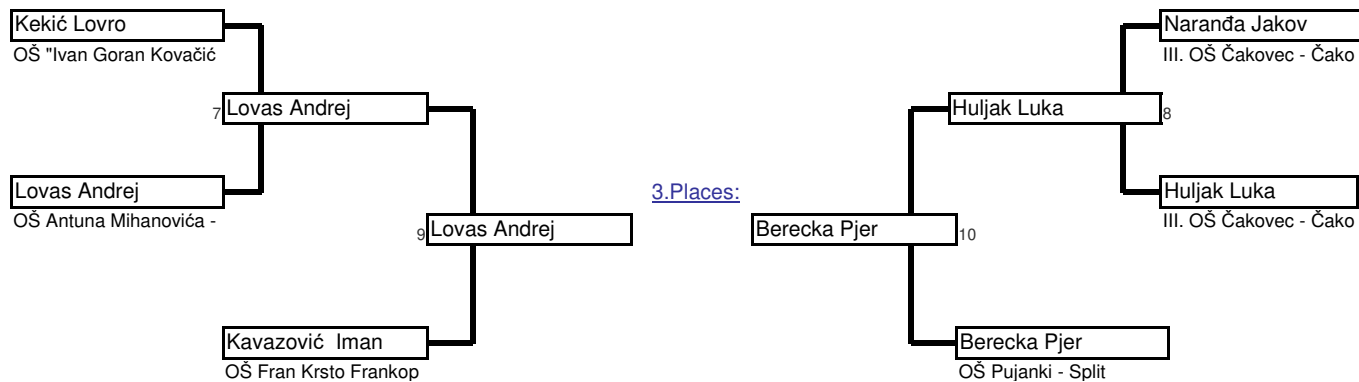 Kekić Lovro
OŠ "Ivan Goran Kovačić
7 Lovas Andrej
Lovas Andrej
OŠ Antuna Mihanovića -
9 Lovas Andrej
Kavazović  Iman
OŠ Fran Krsto Frankop
3.Places:
Naranđa Jakov
III. OŠ Čakovec - Čako
Huljak Luka 8
Huljak Luka
III. OŠ Čakovec - Čako
Berecka Pjer 10
Berecka Pjer
OŠ Pujanki - Split